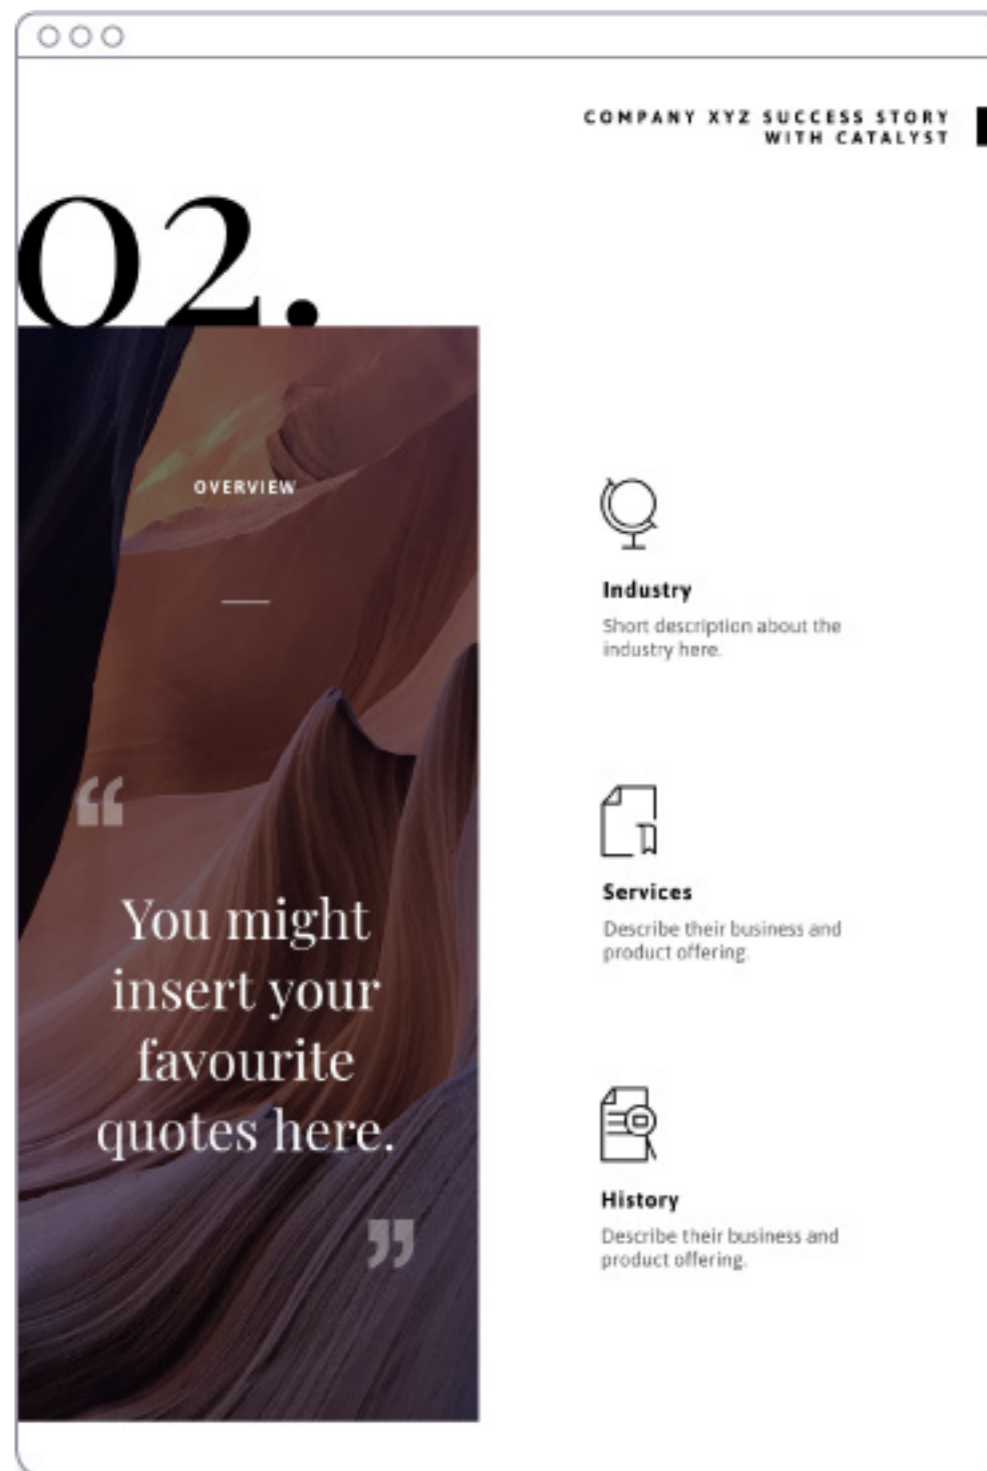 COMPANY XYZ SUCCESS STORY
WITH CATALYST
02.
OVERVIEW
“
You might
insert your
favourite
quotes here.
”
Industry
Short description about the
industry here.
Services
Describe their business and
product offering.
History
Describe their business and
product offering.